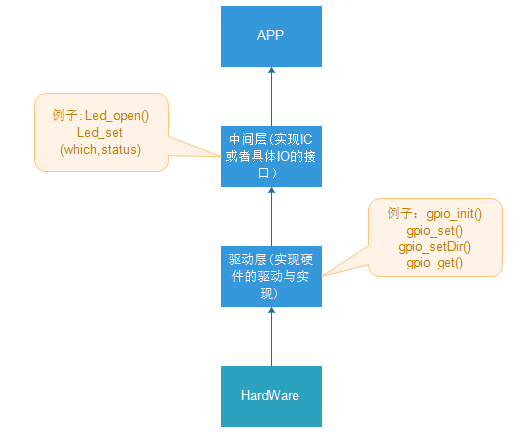 APP
例子:Led_open()
Led_set
(which,status)
中间层(实现IC
或者具体IO的接
口)
例子：gpio_init()
gpio_set()
gpio_setDir()
gpio_get()
驱动层(实现硬
件的驱动与实
现)
HardWare